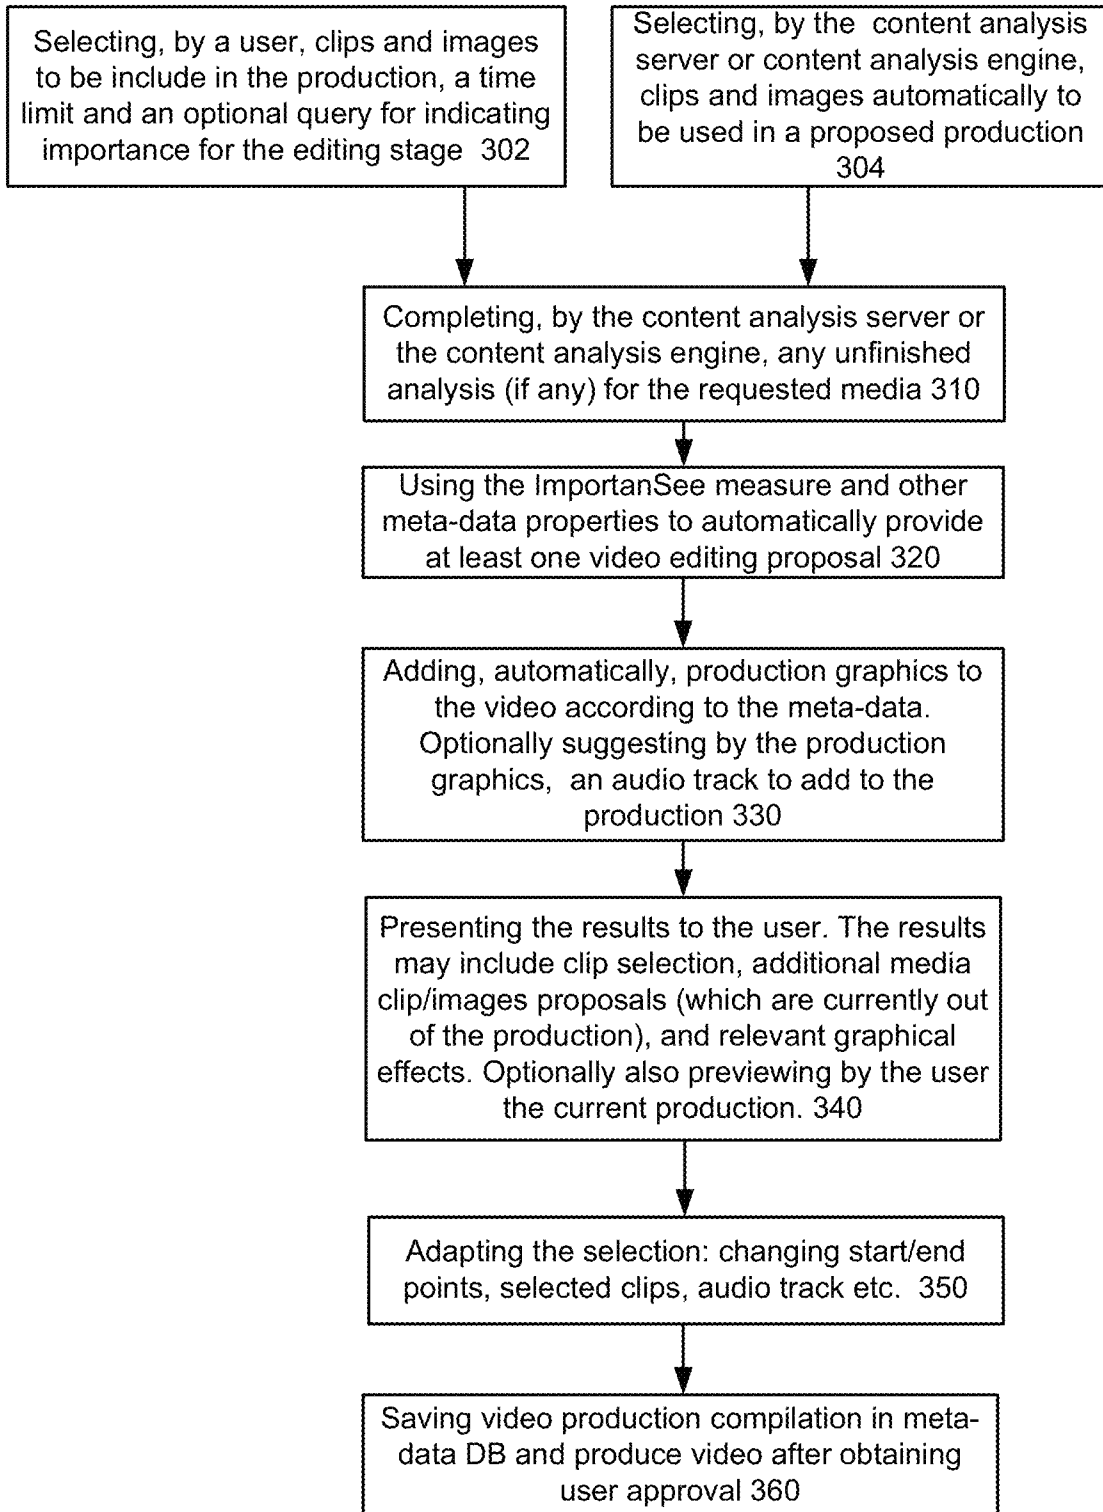 Selecting, by a user, clips and images
to be include in the production, a time
limit and an optional query for indicating
importance for the editing stage 302
Selecting, by the content analysis
server or content analysis engine,
clips and images automatically to
be used in a proposed production
304
Completing, by the content analysis server or
the content analysis engine, any unfinished
analysis (if any) for the requested media 310
Using the ImportanSee measure and other
meta-data properties to automatically provide
at least one video editing proposal 320
Adding, automatically, production graphics to
the video according to the meta-data.
Optionally suggesting by the production
graphics, an audio track to add to the
production 330
Presenting the results to the user. The results
may include clip selection, additional media
clip/images proposals (which are currently out
of the production), and relevant graphical
effects. Optionally also previewing by the user
the current production. 340
Adapting the selection: changing start/end
points, selected clips, audio track etc. 350
Saving video production compilation in meta-
data DB and produce video after obtaining
user approval 360